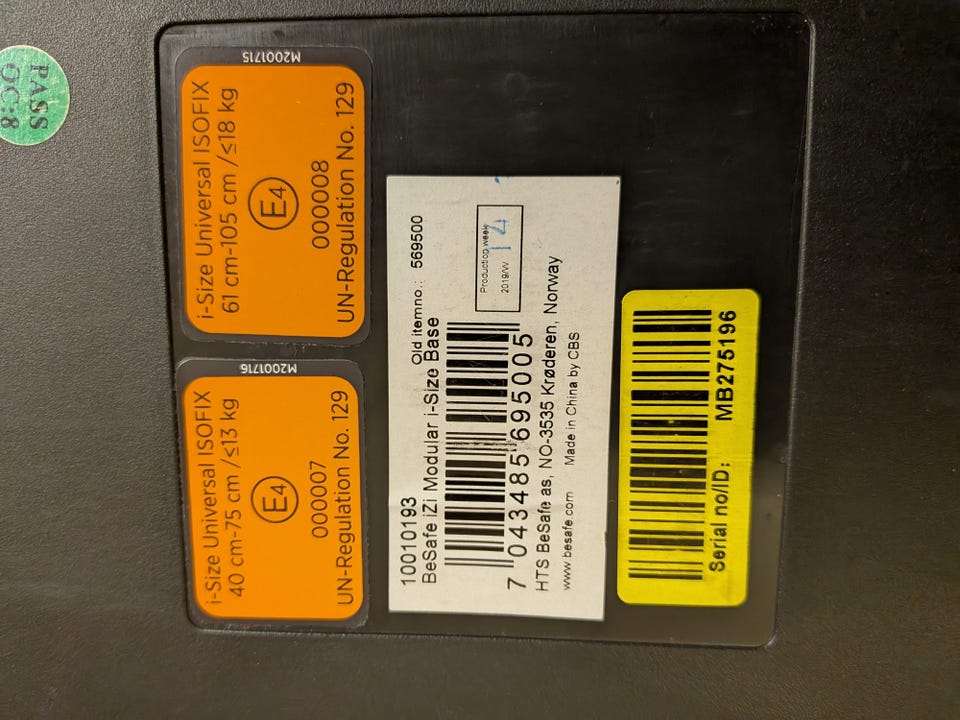 PASS
QC:8
M2001716
i-Size Universal ISOFIX
40 cm-75 cm /≤13 kg
E4
000007
UN-Regulation No. 129
M2001715
i-Size Universal ISOFIX
61 cm-105 cm /≤18 kg
E4
000008
UN-Regulation No. 129
10010193
Old itemno.: 569500
BeSafe iZi Modular i-Size Base
7 043485 695005
Production week
2019/W 14
HTS BeSafe as, NO-3535 Krøderen, Norway
www.besafe.com Made in China by CBS
Serial no/ID: MB275196